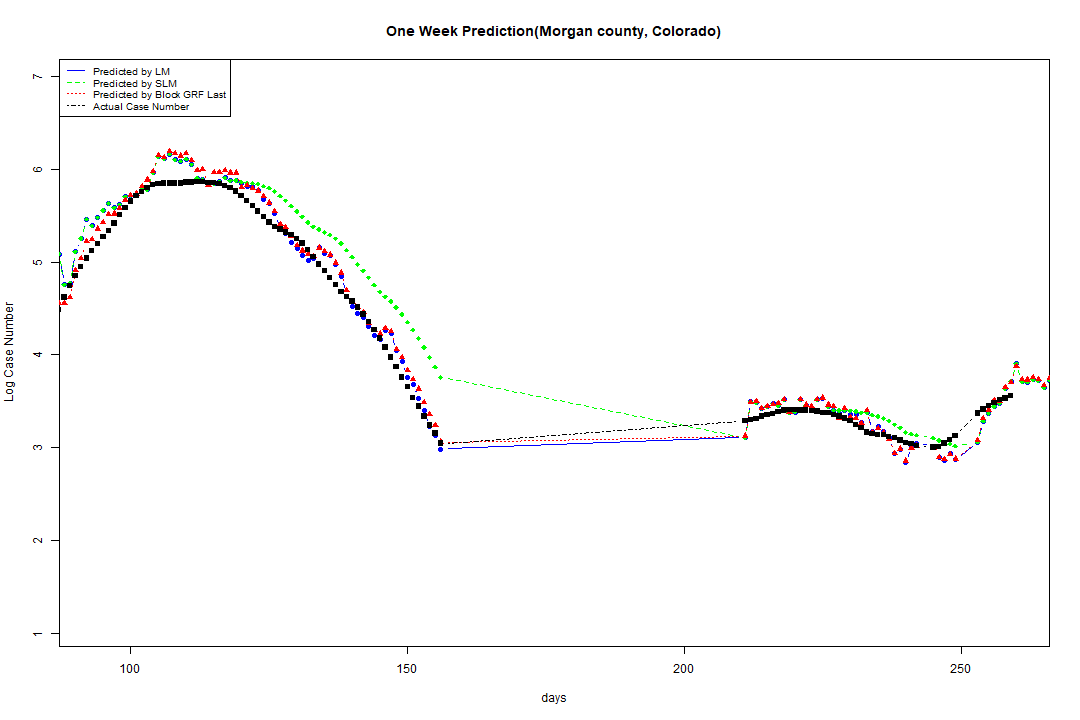 One Week Prediction(Morgan county, Colorado)
Predicted by LM
Predicted by SLM
Predicted by Block GRF Last
Actual Case Number
7
6
5
4
3
2
1
Log Case Number
100 150 200 250
days